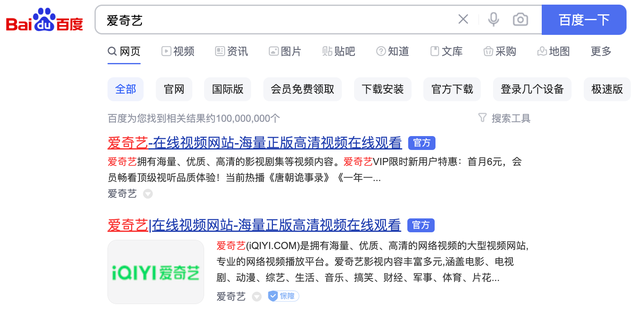 Bai du 百度
爱奇艺
百度一下
网页 视频 资讯 图片 贴吧 知道 文库 采购 地图 更多
全部 官网 国际版 会员免费领取 下载安装 官方下载 登录几个设备 极速版
百度为您找到相关结果约100,000,000个 搜索工具
爱奇艺-在线视频网站-海量正版高清视频在线观看 官方
爱奇艺拥有海量、优质、高清的影视剧集等视频内容。爱奇艺VIP限时新用户特惠：首月6元，会
员畅看顶级视听品质体验！当前热播《唐朝诡事录》《一年一...
爱奇艺
爱奇艺|在线视频网站-海量正版高清视频在线观看 官方
iQIYI 爱奇艺
爱奇艺(iQIYI.COM)是拥有海量、优质、高清的网络视频的大型视频网站,
专业的网络视频播放平台。爱奇艺影视内容丰富多元,涵盖电影、电视
剧、动漫、综艺、生活、音乐、搞笑、财经、军事、体育、片花...
爱奇艺 保障